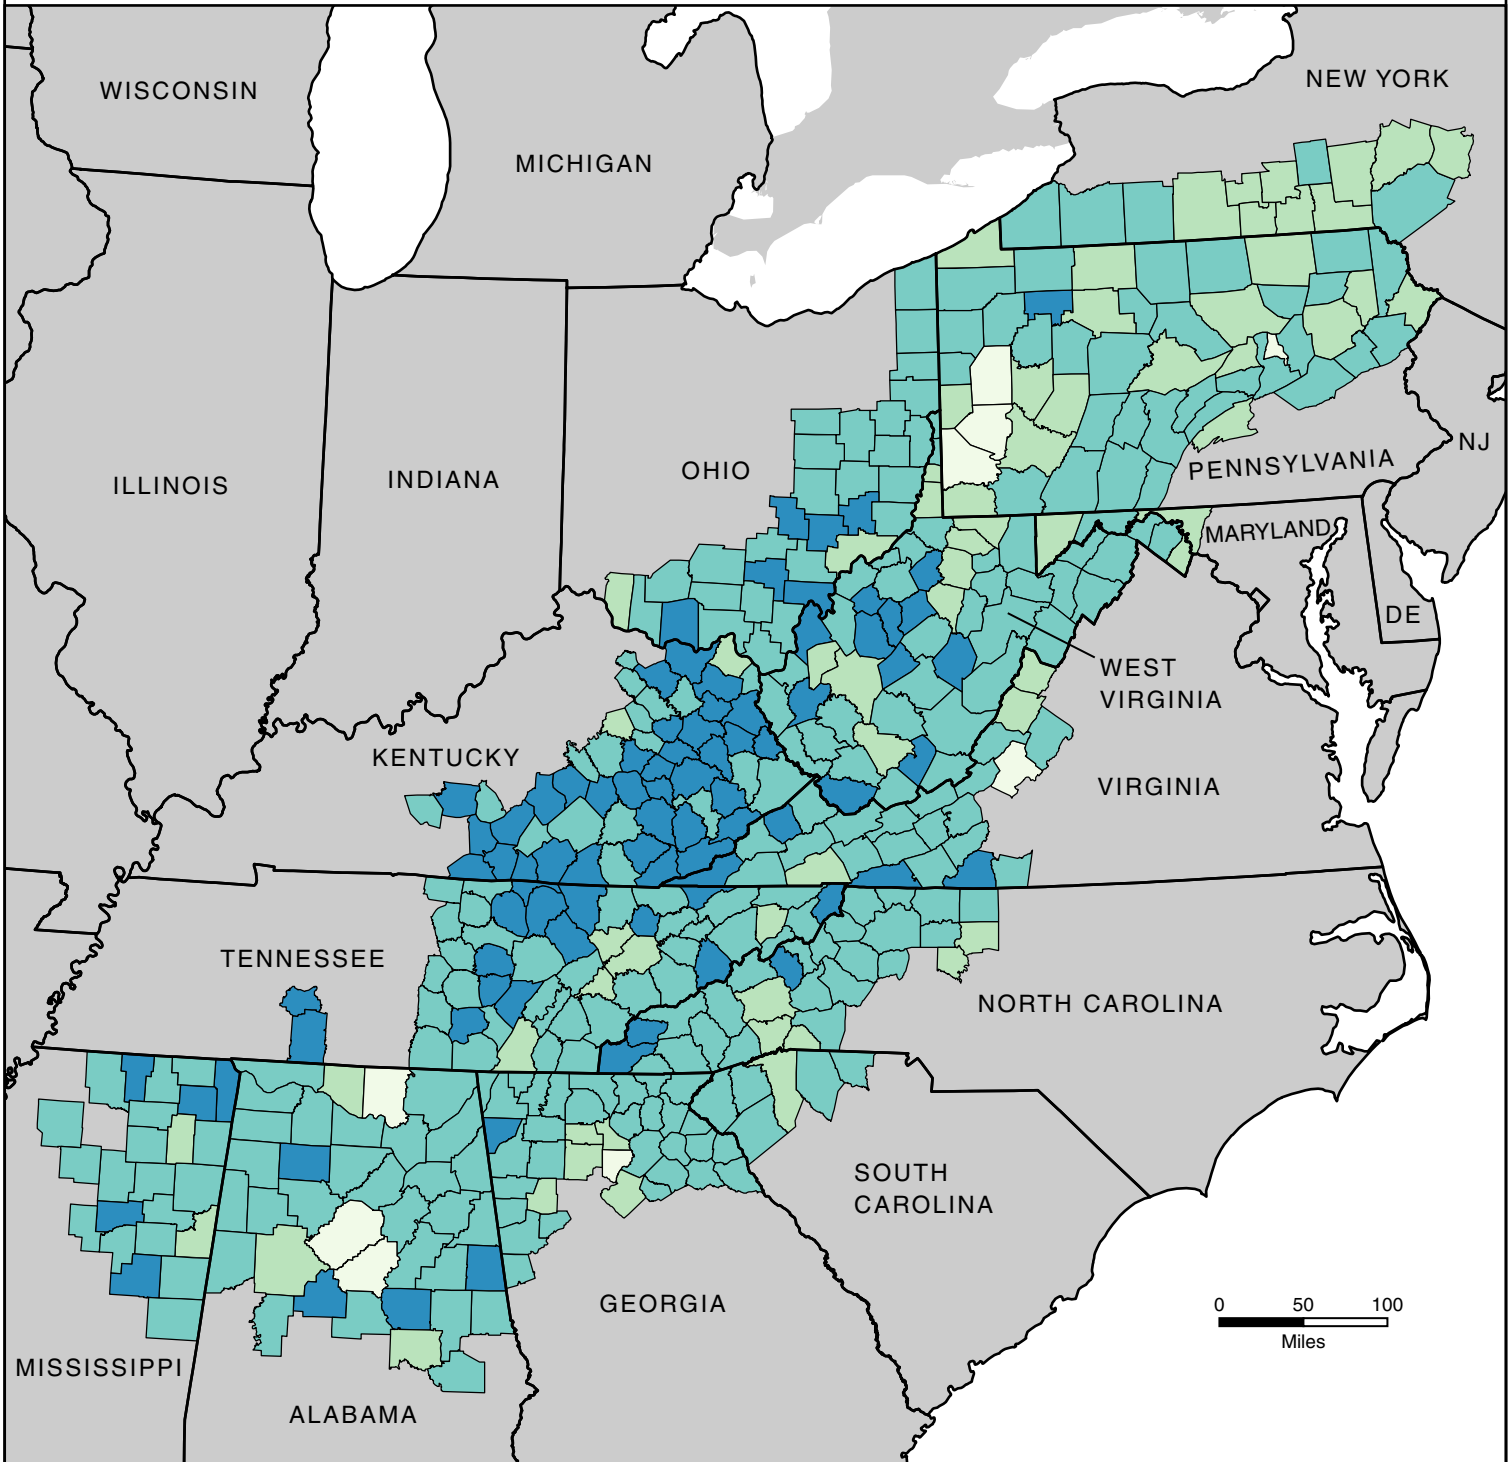 WISCONSIN
NEW YORK
MICHIGAN
ILLINOIS
INDIANA
OHIO
PENNSYLVANIA
NJ
MARYLAND
DE
WEST
VIRGINIA
KENTUCKY
VIRGINIA
TENNESSEE
NORTH CAROLINA
SOUTH
CAROLINA
GEORGIA
0 50 100
Miles
MISSISSIPPI
ALABAMA